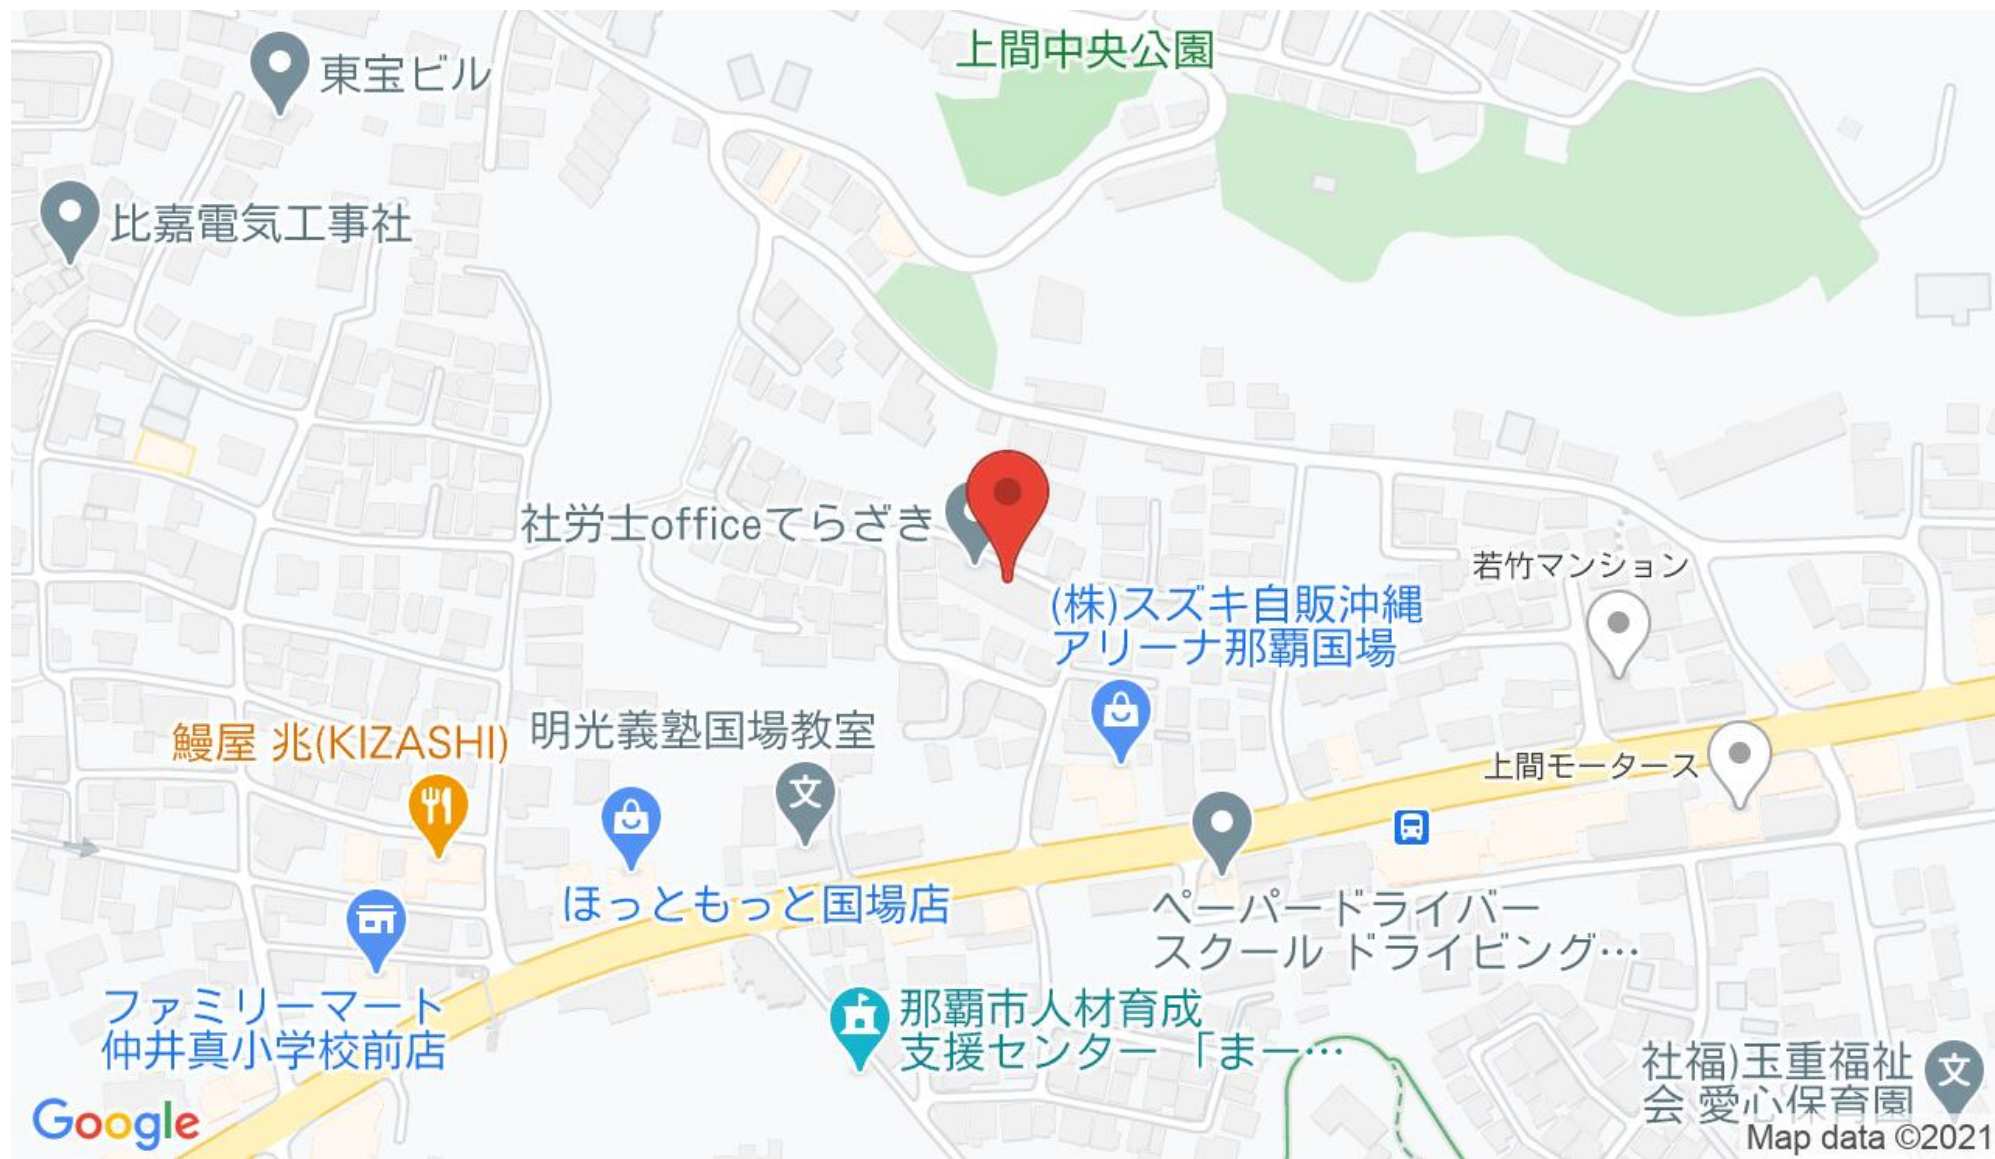 上間中央公園
東宝ビル
比嘉電気工事社
社労士officeてらざき
若竹マンション
(株)スズキ自販沖縄
アリーナ那覇国場
鰻屋 兆(KIZASHI)
明光義塾国場教室
文
上間モータース
ほっともっと国場店
ペーパードライバー
スクール ドライビング…
ファミリーマート
仲井真小学校前店
那覇市人材育成
支援センター 「まー…
社福)玉重福祉
会 愛心保育園
文
Google
Map data ©2021